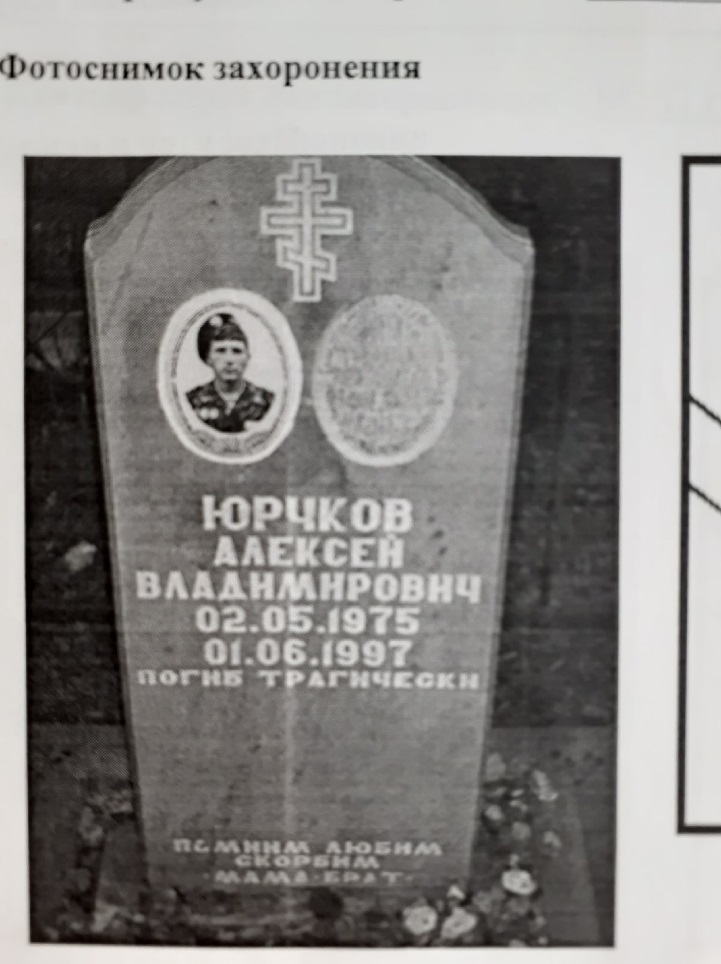 Фотоснимок захоронения
ЮРЧКОВ
АЛЕКСЕЙ
ВЛАДИМИРОВИЧ
02.05.1975
01.06.1997
ПОГИБ ТРАГИЧЕСКИ
ПОМНИМ ЛЮБИМ
СКОРБИМ
·МАМА·БРАТ·